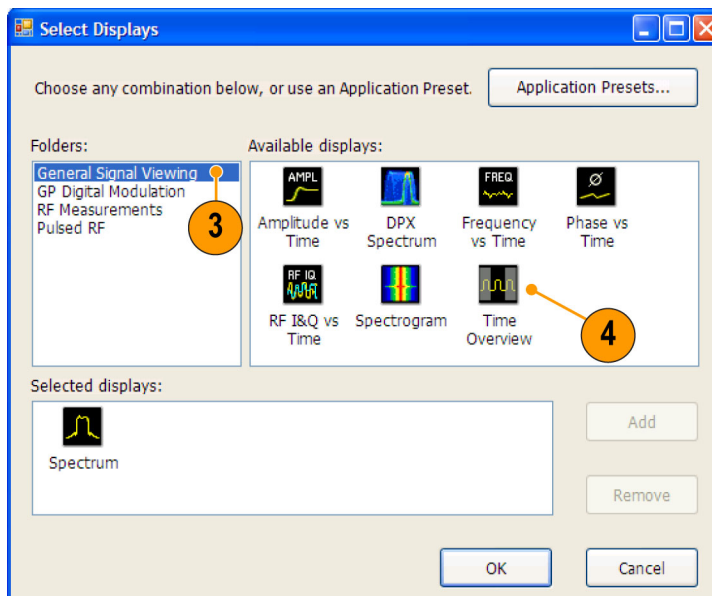 Select Displays
Choose any combination below, or use an Application Preset.
Application Presets...
Folders:
General Signal Viewing
GP Digital Modulation
RF Measurements
Pulsed RF
3
Available displays:
AMPL
Amplitude vs
Time
DPX
Spectrum
FREQ.
Frequency
vs Time
Ø
Phase vs
Time
RF IQ
RF I&Q vs
Time
Spectrogram
Time
Overview
4
Selected displays:
Spectrum
Add
Remove
OK
Cancel